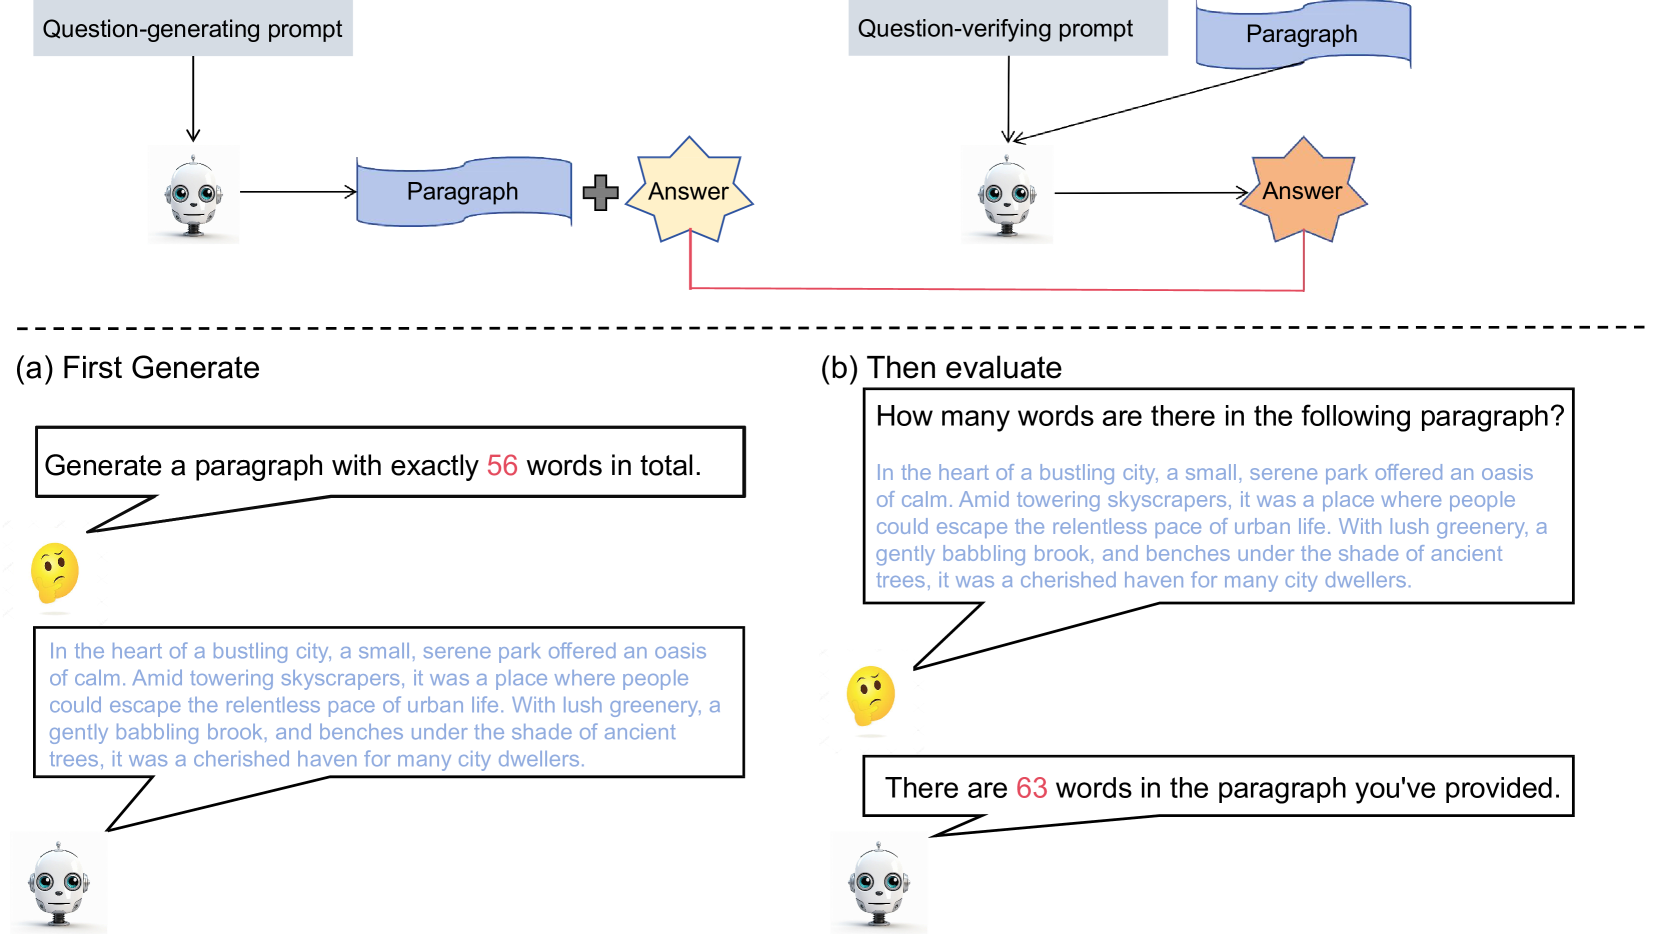 Question-generating prompt
Paragraph
Answer
Question-verifying prompt
Paragraph
Answer
(a) First Generate
Generate a paragraph with exactly 56 words in total.
In the heart of a bustling city, a small, serene park offered an oasis
of calm. Amid towering skyscrapers, it was a place where people
could escape the relentless pace of urban life. With lush greenery, a
gently babbling brook, and benches under the shade of ancient
trees, it was a cherished haven for many city dwellers.
(b) Then evaluate
How many words are there in the following paragraph?
In the heart of a bustling city, a small, serene park offered an oasis
of calm. Amid towering skyscrapers, it was a place where people
could escape the relentless pace of urban life. With lush greenery, a
gently babbling brook, and benches under the shade of ancient
trees, it was a cherished haven for many city dwellers.
There are 63 words in the paragraph you've provided.